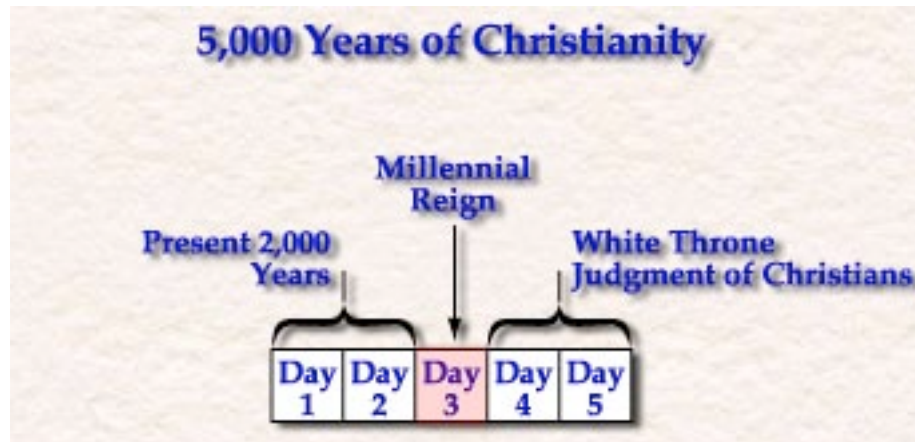 5,000 Years of Christianity
Millennial
Reign
Present 2,000
Years
White Throne
Judgment of Christians
Day Day Day Day Day
1 2 3 4 5